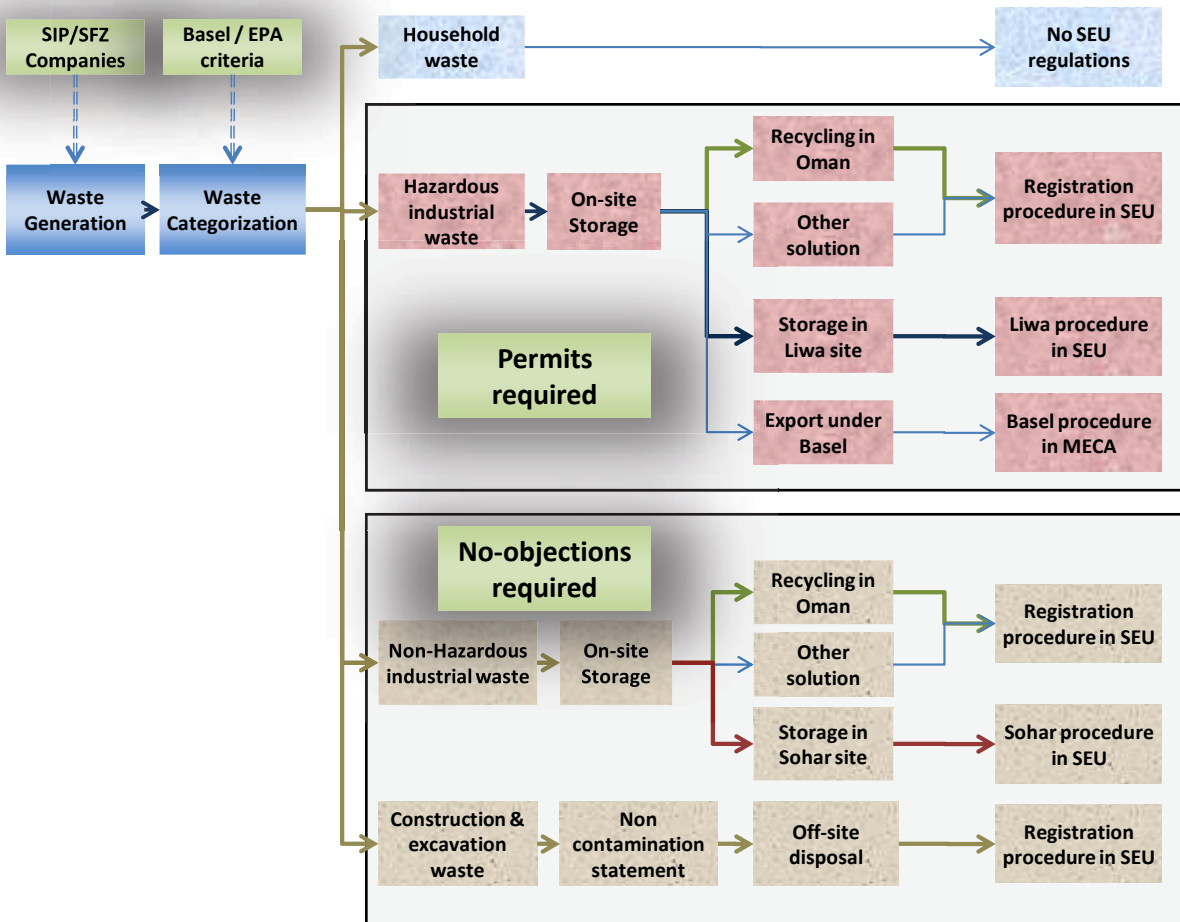 SIP/SFZ
Companies
Basel / EPA
criteria
Household
waste
No SEU
regulations
Waste
Generation
Waste
Categorization
Hazardous
industrial
waste
On-site
Storage
Recycling in
Oman
Other
solution
Registration
procedure in SEU
Storage in
Liwa site
Liwa procedure
in SEU
Export under
Basel
Basel procedure
in MECA
Permits
required
No-objections
required
Non-Hazardous
industrial waste
On-site
Storage
Recycling in
Oman
Other
solution
Registration
procedure in SEU
Storage in
Sohar site
Sohar procedure
in SEU
Construction &
excavation
waste
Non
contamination
statement
Off-site
disposal
Registration
procedure in SEU